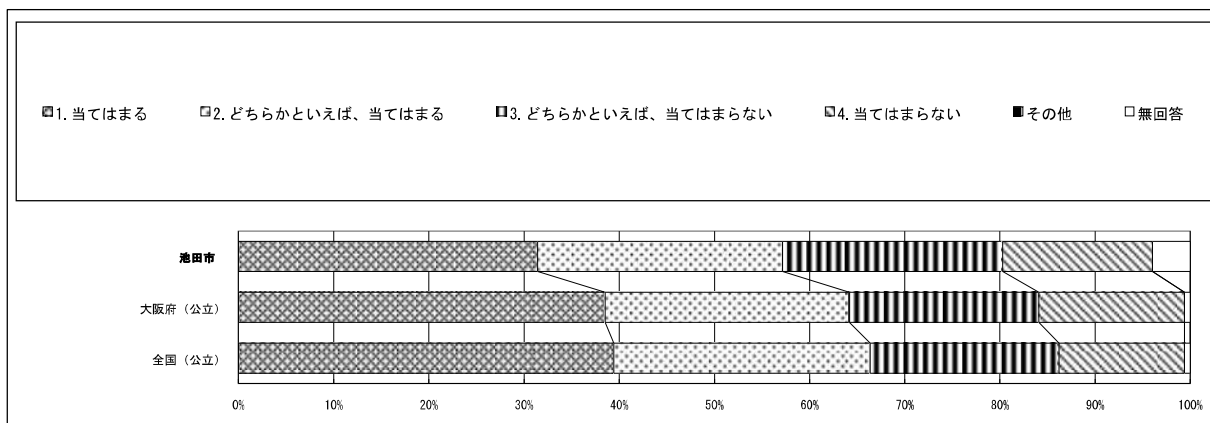 1.当てはまる 2.どちらかといえば、当てはまる 3.どちらかといえば、当てはまらない 4.当てはまらない その他 無回答
池田市
大阪府（公立）
全国（公立）
0% 10% 20% 30% 40% 50% 60% 70% 80% 90% 100%